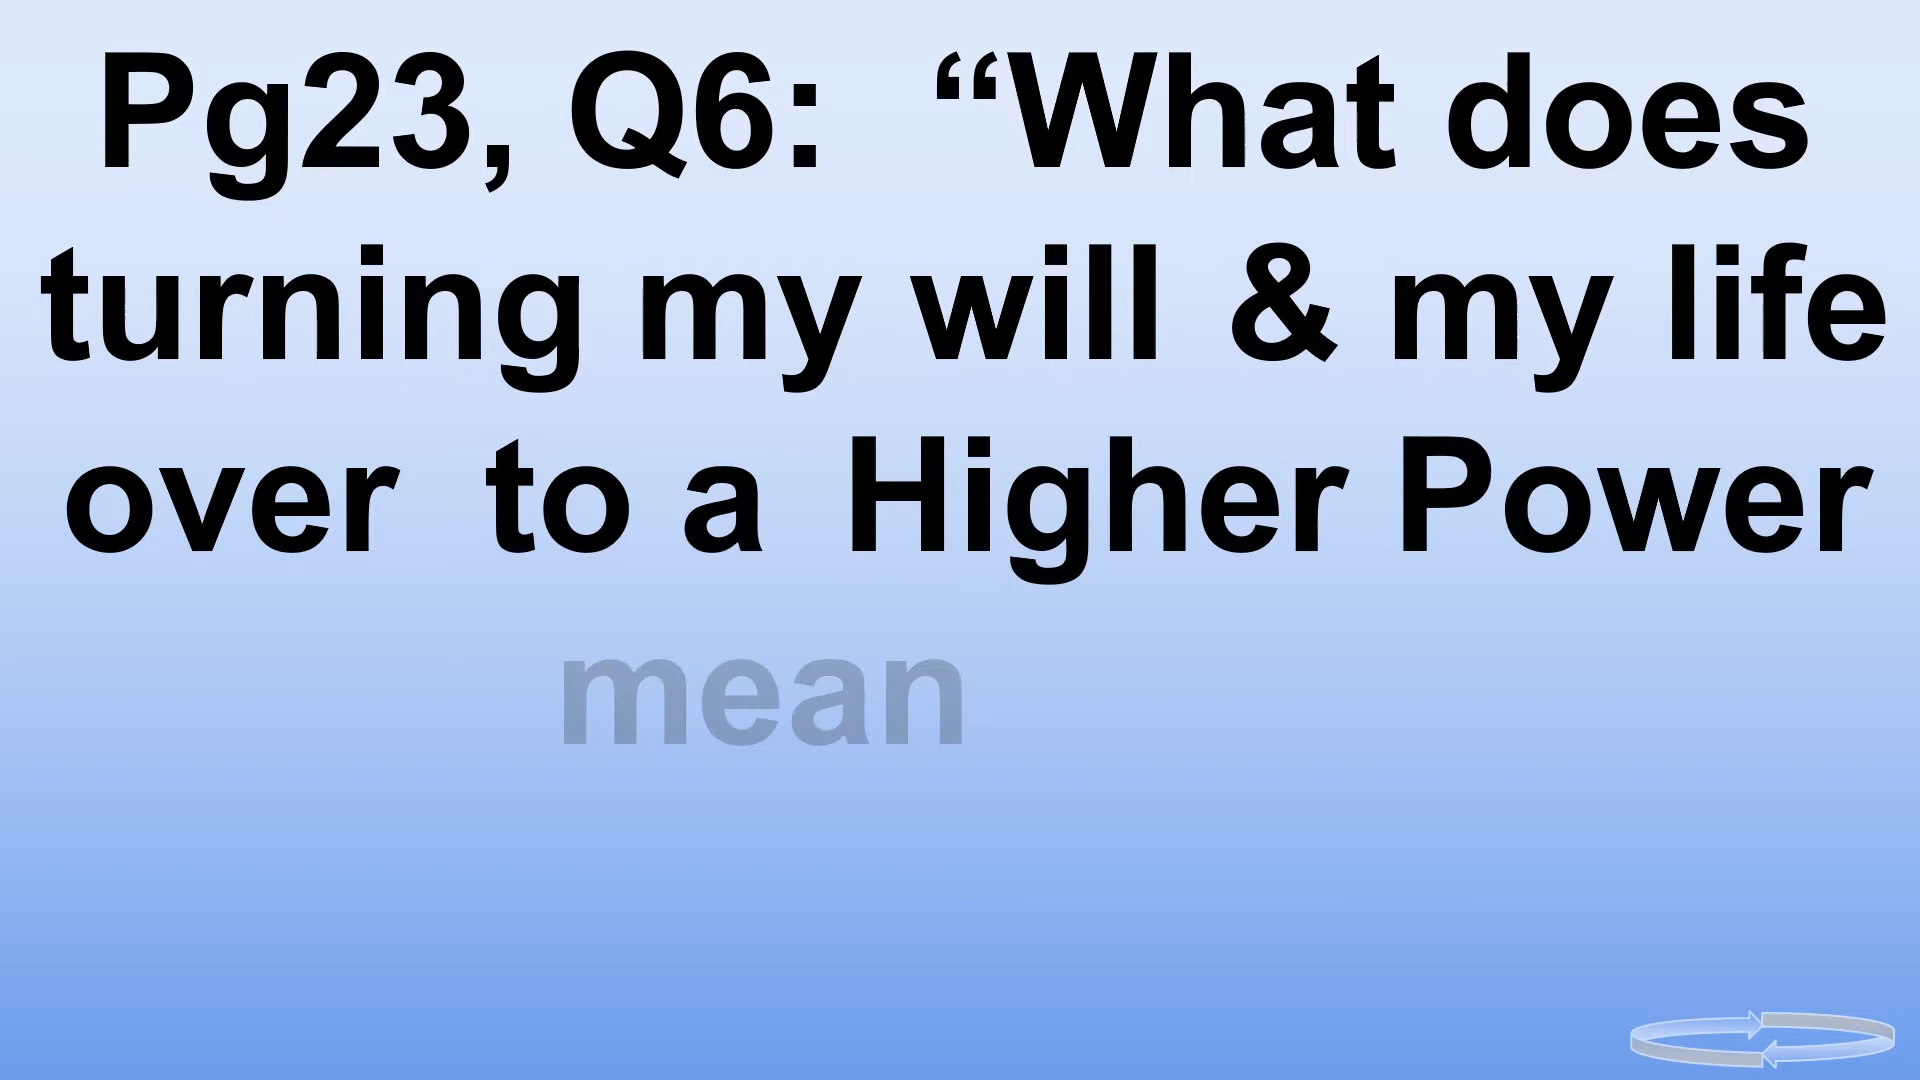 Pg23, Q6: “What does
turning my will & my life
over to a Higher Power
mean